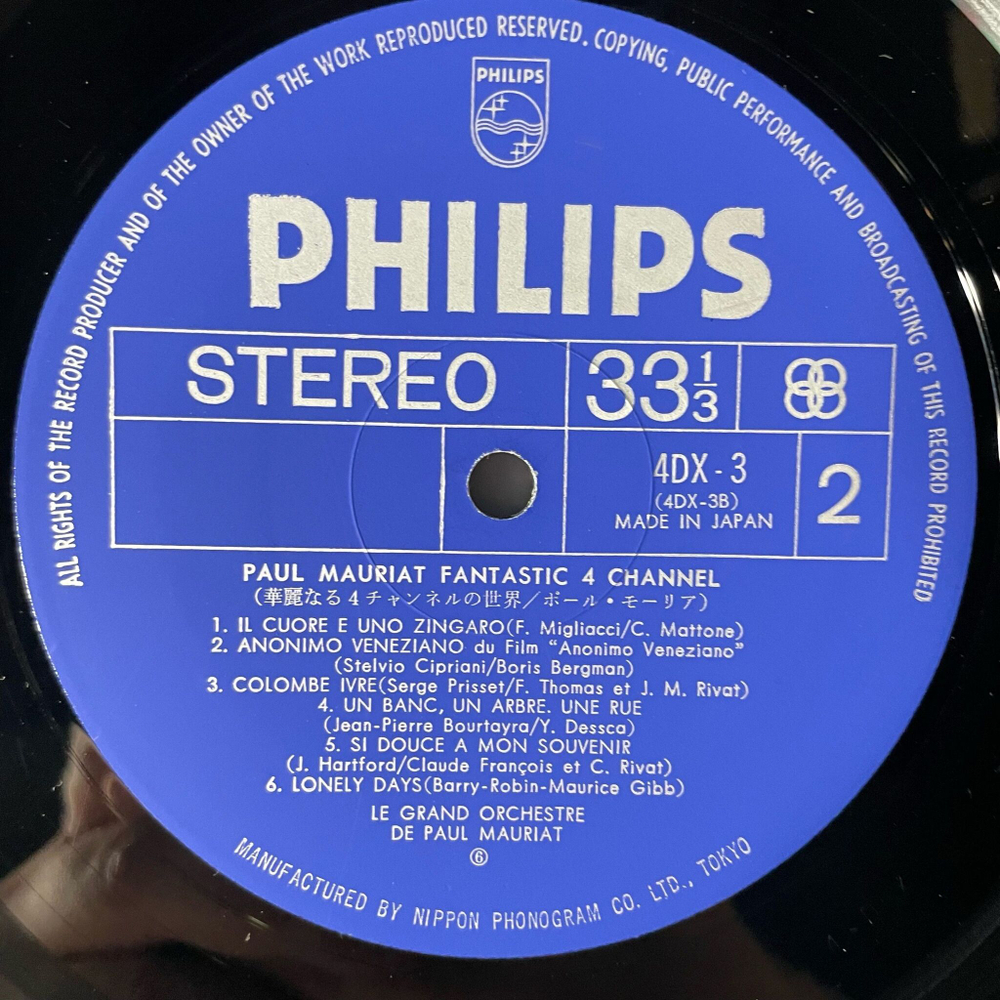 ALL RIGHTS OF THE RECORD PRODUCER AND OF THE OWNER OF THE WORK REPRODUCED RESERVED. COPYING, PUBLIC PERFORMANCE AND BROADCASTING OF THIS RECORD PROHIBITED
PHILIPS
PHILIPS
STEREO
33 1/3
4DX-3
(4DX-3B)
MADE IN JAPAN
2
PAUL MAURIAT FANTASTIC 4 CHANNEL
(華麗なる4チャンネルの世界/ポール・モーリア)
1. IL CUORE E UNO ZINGARO(F. Migliacci/C. Mattone)
2. ANONIMO VENEZIANO du Film "Anonimo Veneziano"
(Stelvio Cipriani/Boris Bergman)
3. COLOMBE IVRE(Serge Prisset/F. Thomas et J. M. Rivat)
4. UN BANC, UN ARBRE. UNE RUE
(Jean-Pierre Bourtayra/Y. Dessca)
5. SI DOUCE A MON SOUVENIR
(J. Hartford/Claude François et C. Rivat)
6. LONELY DAYS(Barry-Robin-Maurice Gibb)
LE GRAND ORCHESTRE
DE PAUL MAURIAT
⑥
MANUFACTURED BY NIPPON PHONOGRAM CO. LTD., TOKYO